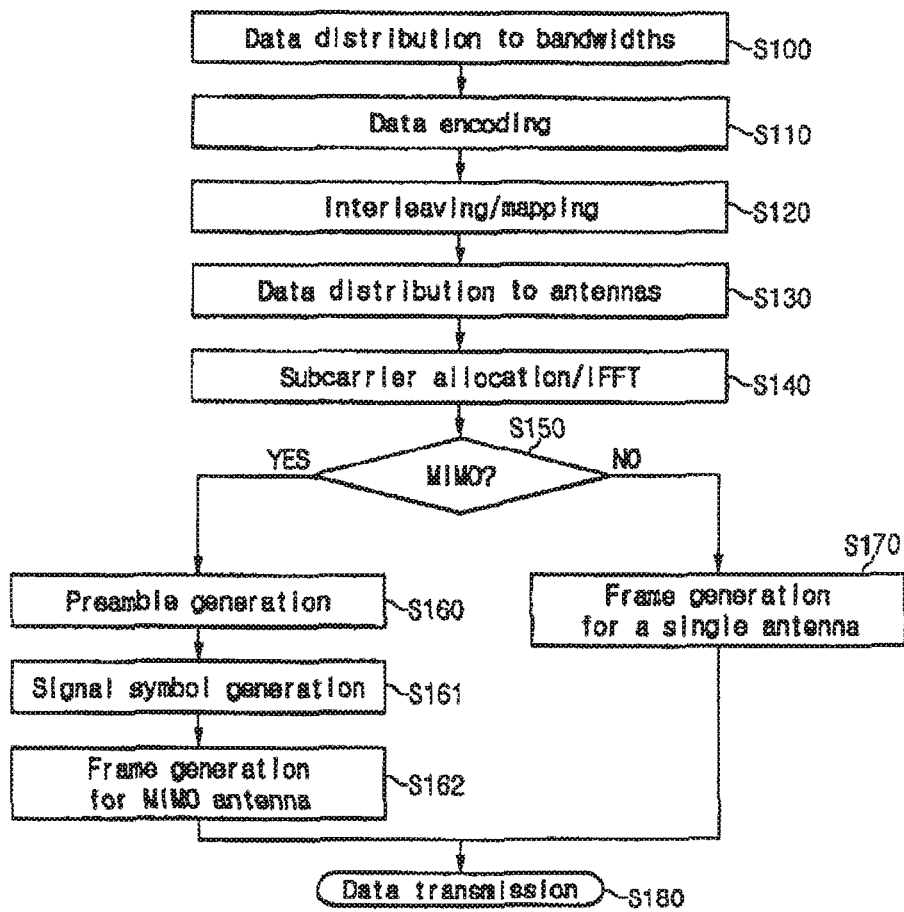 Data distribution to bandwidths
S100
Data encoding
S110
Interleaving/mapping
S120
Data distribution to antennas
S130
Subcarrier allocation/IFFT
S140
S150
YES
MIMO?
NO
S170
Preamble generation
S160
Frame generation
for a single antenna
Signal symbol generation
S161
Frame generation
for MIMO antenna
S162
Data transmission
S180